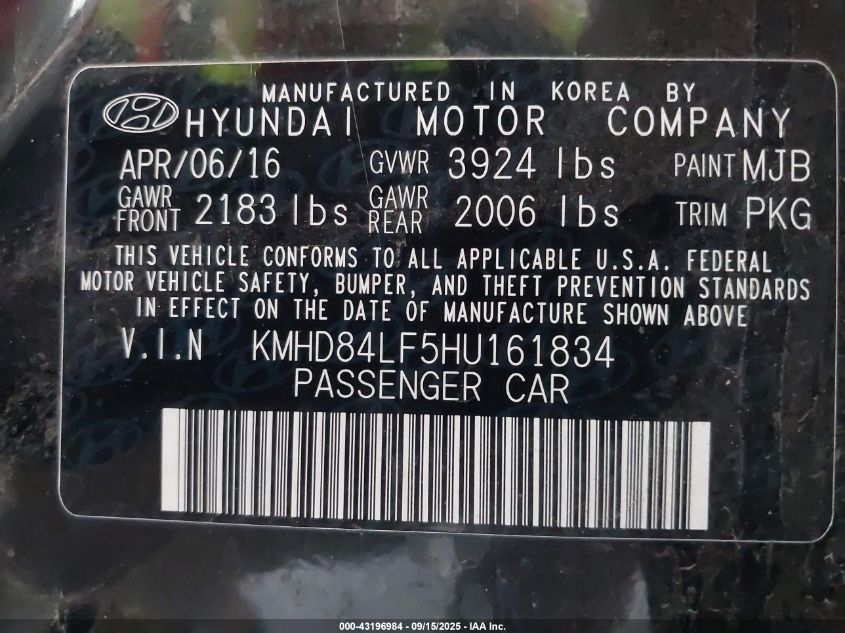 MANUFACTURED IN KOREA BY
HYUNDAI MOTOR COMPANY
APR/06/16 GVWR 3924 lbs PAINT MJB
GAWR FRONT 2183 lbs GAWR REAR 2006 lbs TRIM PKG
THIS VEHICLE CONFORMS TO ALL APPLICABLE U.S.A. FEDERAL
MOTOR VEHICLE SAFETY, BUMPER, AND THEFT PREVENTION STANDARDS
IN EFFECT ON THE DATE OF MANUFACTURE SHOWN ABOVE
V.I.N KMHD84LF5HU161834
PASSENGER CAR
000-43196984 - 09/15/2025 - IAA Inc.